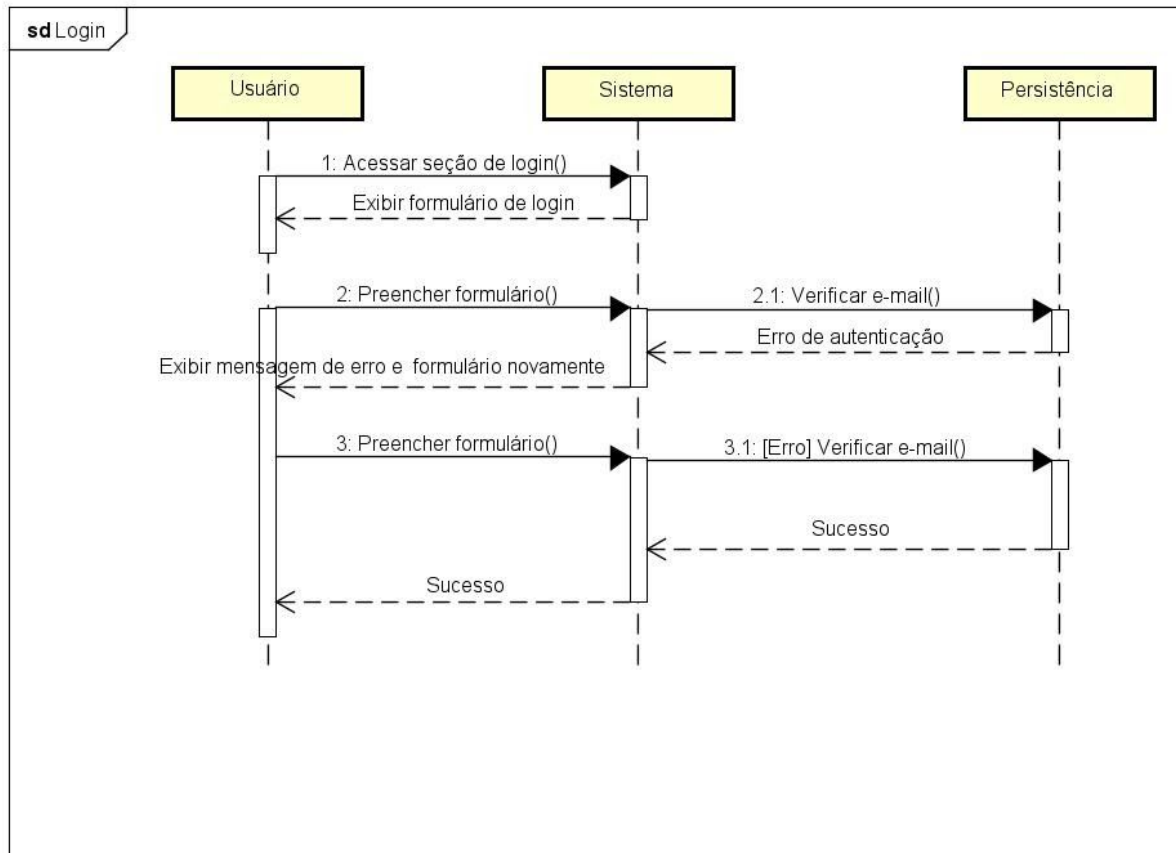 sd Login
Usuário
Sistema
Persistência
1: Acessar seção de login()
Exibir formulário de login
2: Preencher formulário()
2.1: Verificar e-mail()
Erro de autenticação
Exibir mensagem de erro e formulário novamente
3: Preencher formulário()
3.1: [Erro] Verificar e-mail()
Sucesso
Sucesso